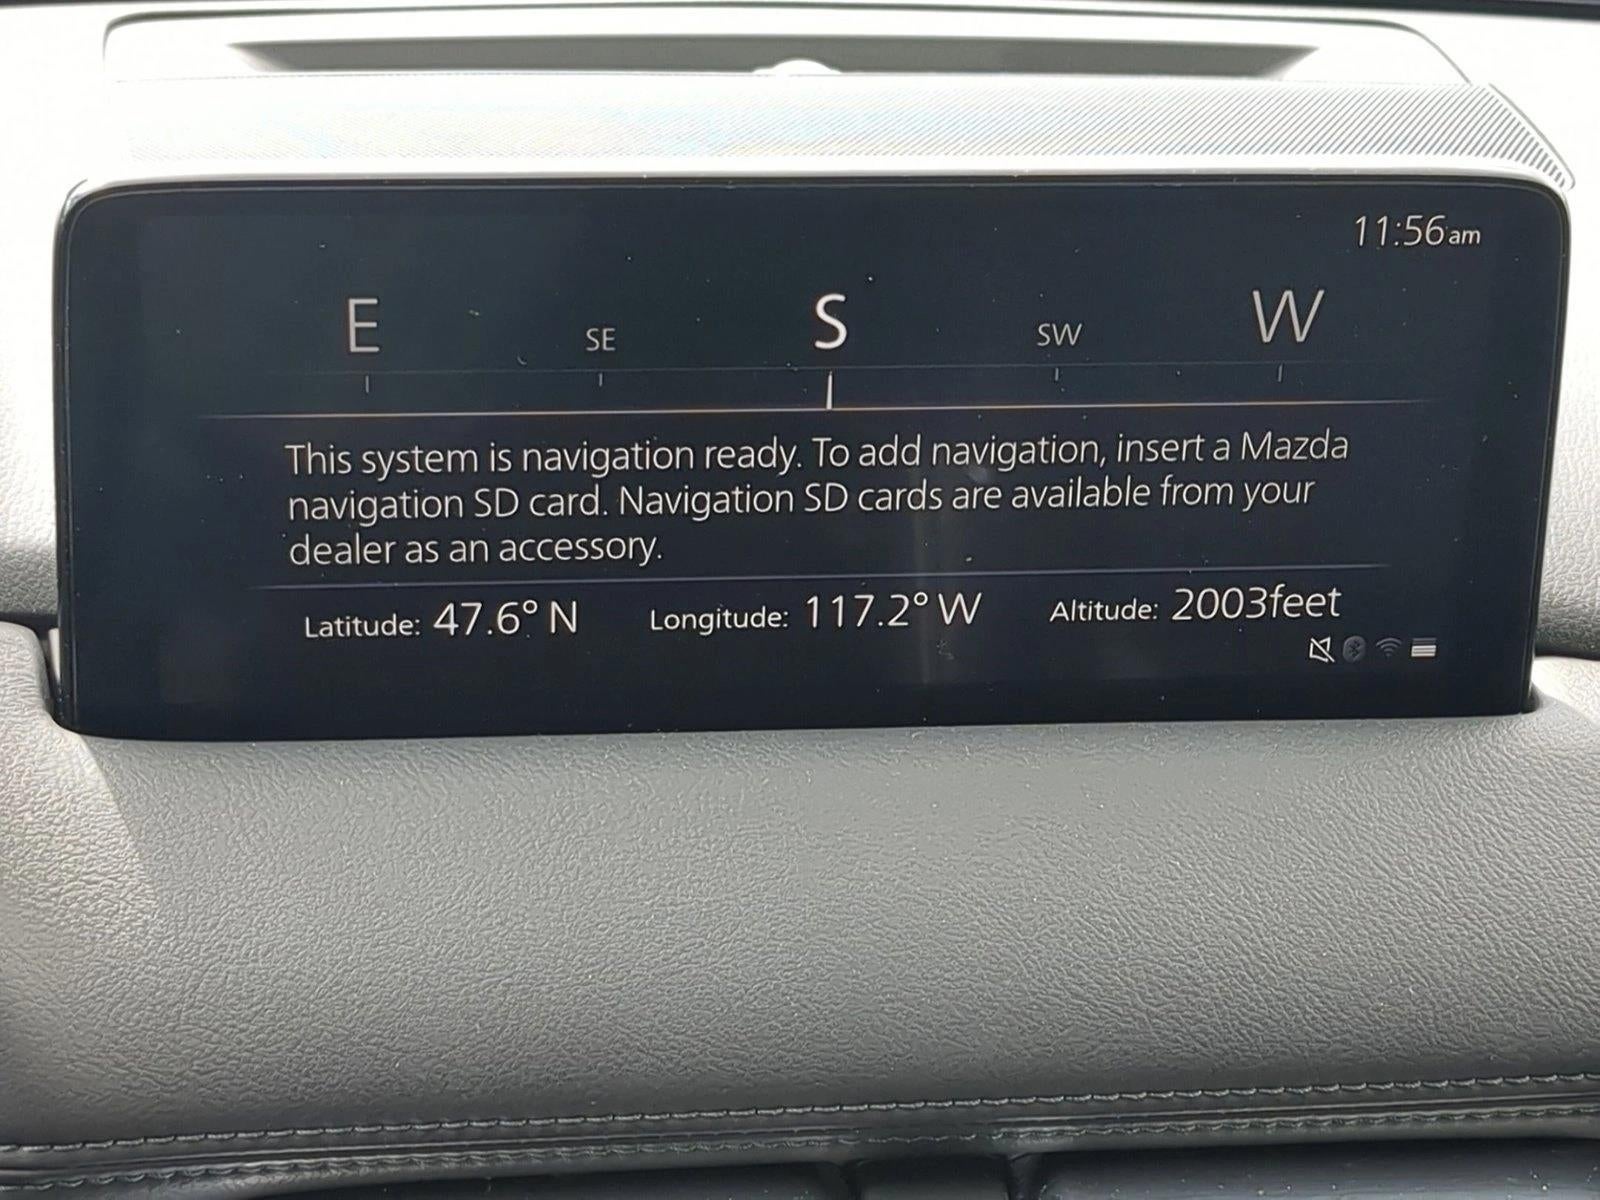 11:56am
E SE S SW W
This system is navigation ready. To add navigation, insert a Mazda
navigation SD card. Navigation SD cards are available from your
dealer as an accessory.
Latitude: 47.6° N Longitude: 117.2° W Altitude: 2003feet